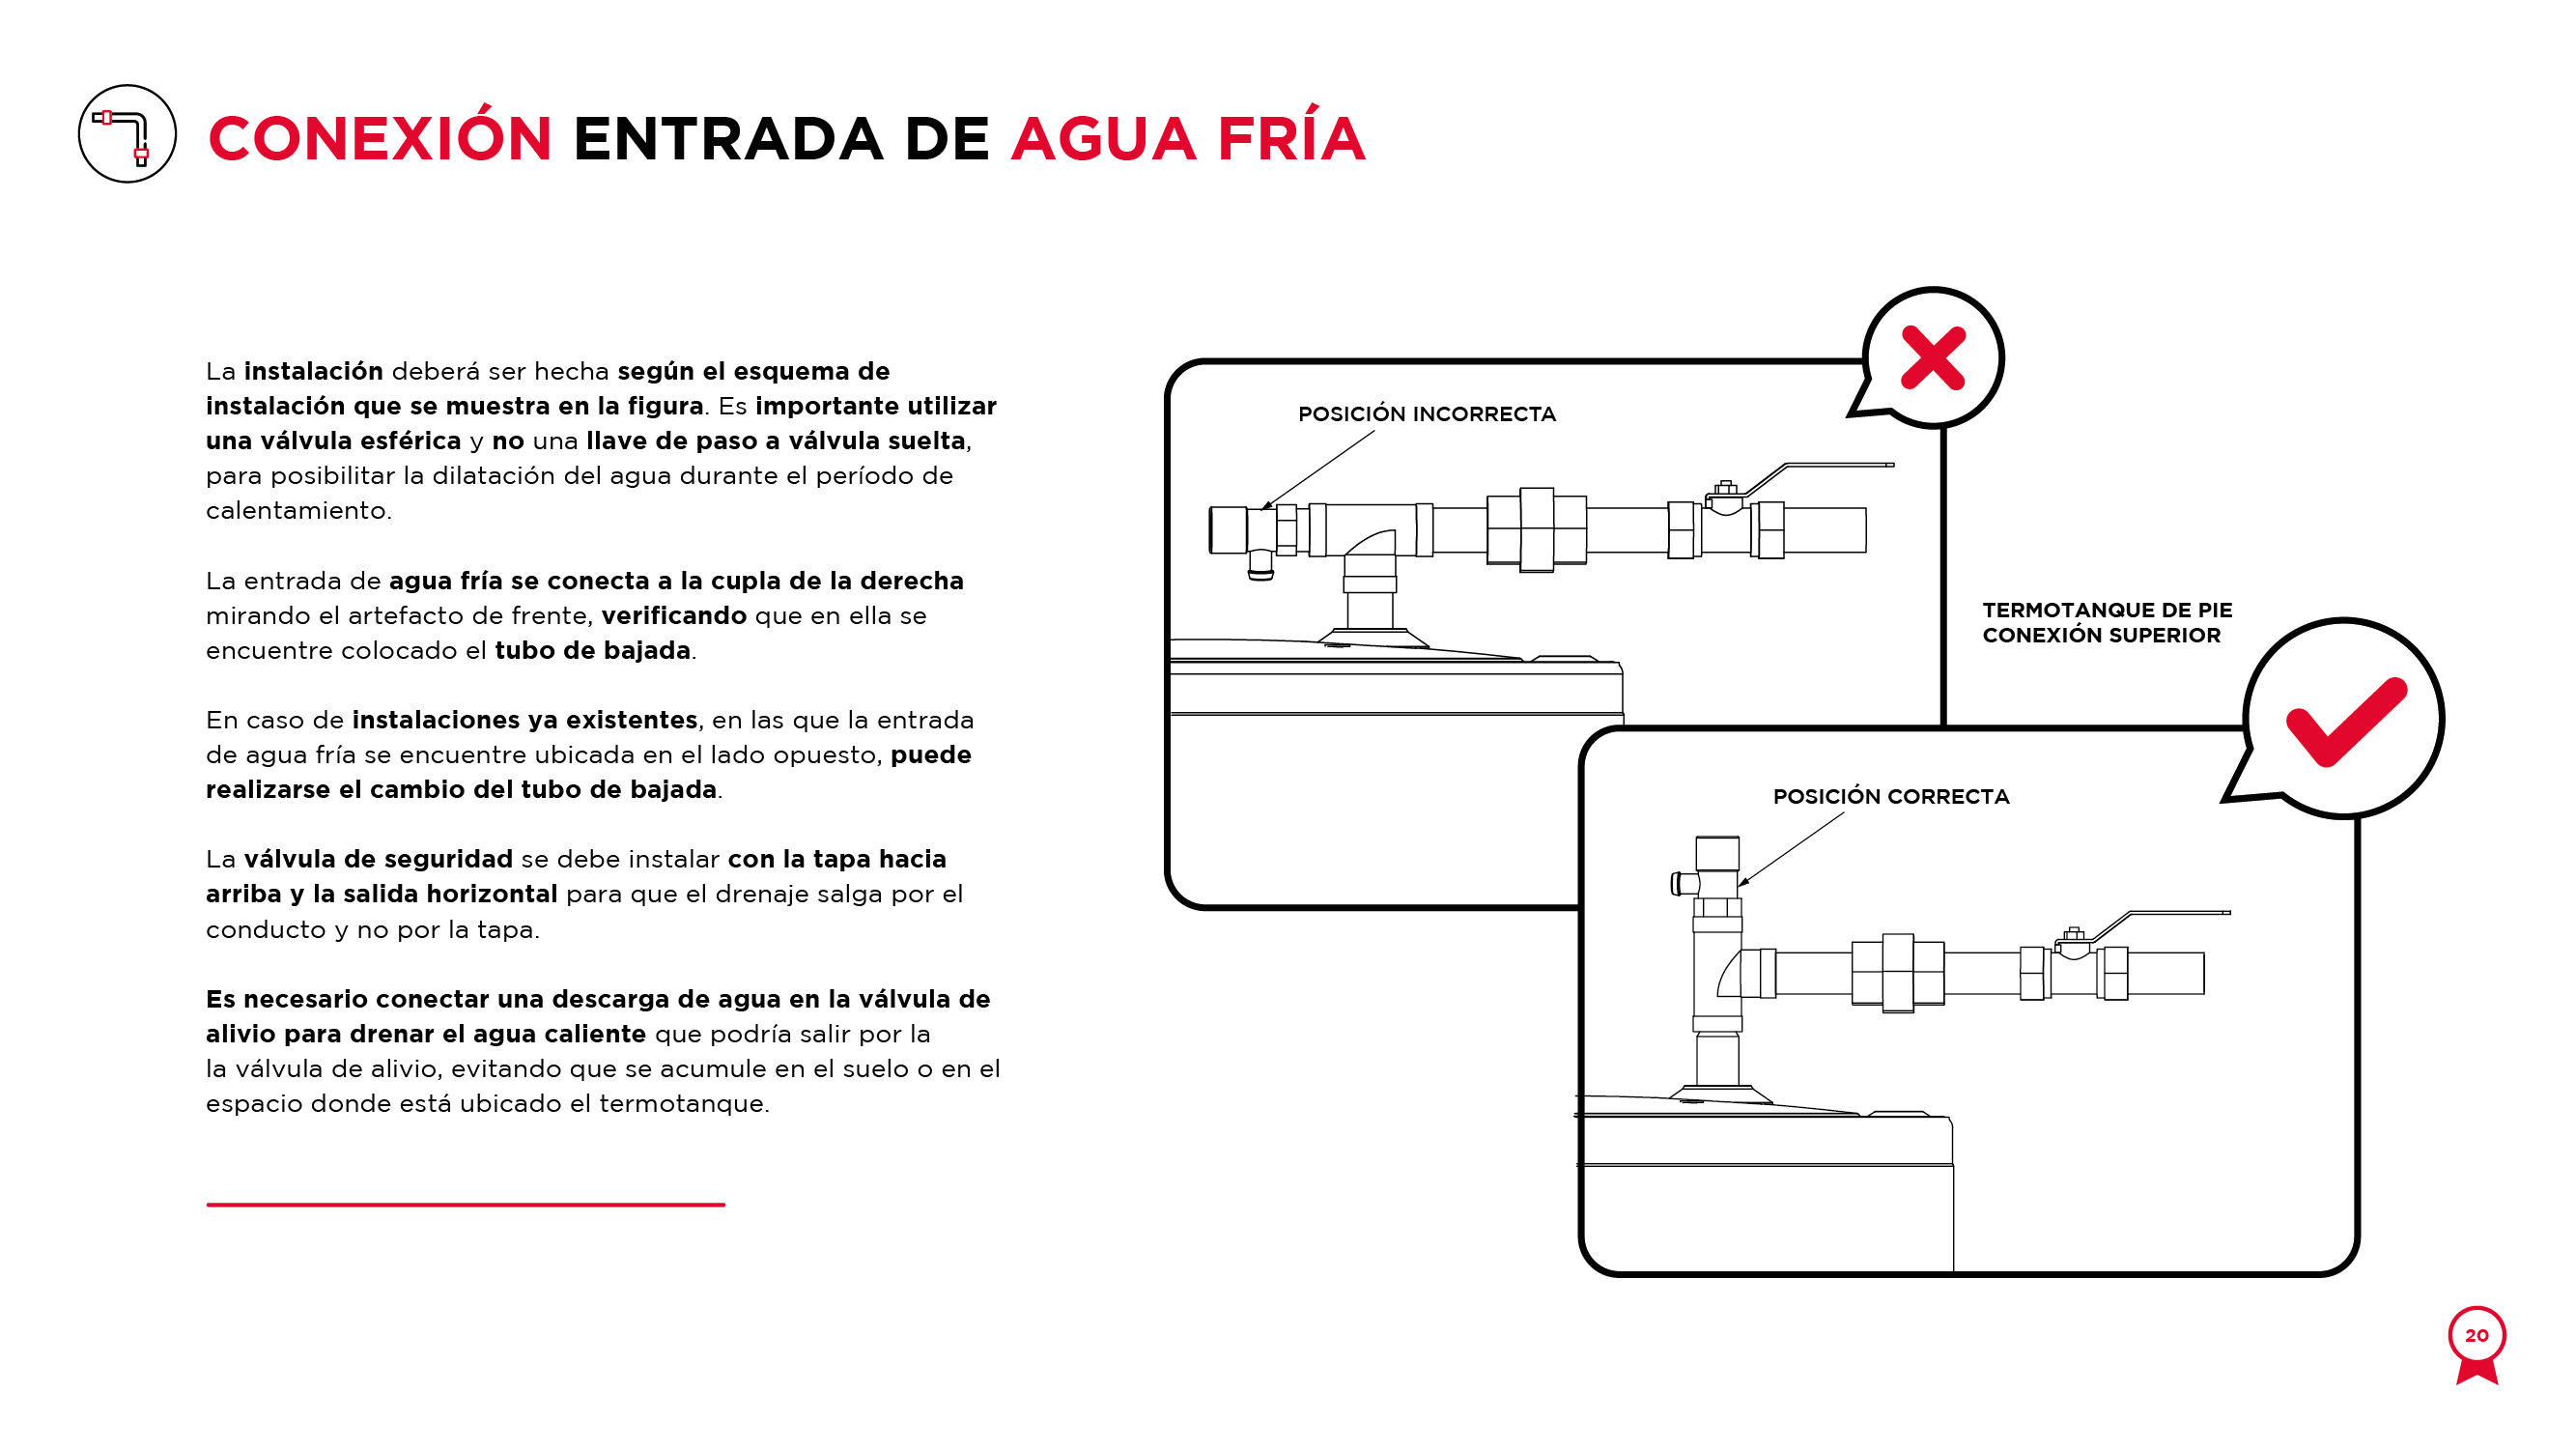 CONEXIÓN ENTRADA DE AGUA FRÍA
La instalación deberá ser hecha según el esquema de
instalación que se muestra en la figura. Es importante utilizar
una válvula esférica y no una llave de paso a válvula suelta,
para posibilitar la dilatación del agua durante el período de
calentamiento.
La entrada de agua fría se conecta a la cupla de la derecha
mirando el artefacto de frente, verificando que en ella se
encuentre colocado el tubo de bajada.
En caso de instalaciones ya existentes, en las que la entrada
de agua fría se encuentre ubicada en el lado opuesto, puede
realizarse el cambio del tubo de bajada.
La válvula de seguridad se debe instalar con la tapa hacia
arriba y la salida horizontal para que el drenaje salga por el
conducto y no por la tapa.
Es necesario conectar una descarga de agua en la válvula de
alivio para drenar el agua caliente que podría salir por la
la válvula de alivio, evitando que se acumule en el suelo o en el
espacio donde está ubicado el termotanque.
POSICIÓN INCORRECTA
TERMOTANQUE DE PIE
CONEXIÓN SUPERIOR
POSICIÓN CORRECTA
20